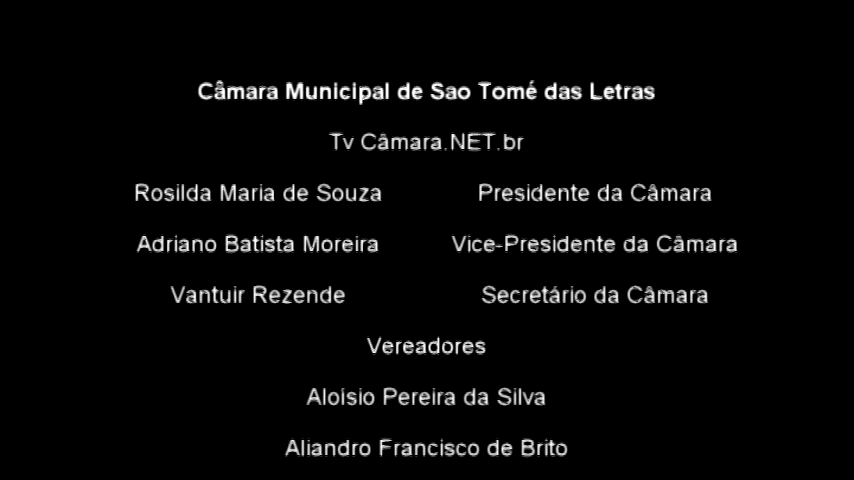 Câmara Municipal de Sao Tomé das Letras
Tv Câmara.NET.br
Rosilda Maria de Souza Presidente da Câmara
Adriano Batista Moreira Vice-Presidente da Câmara
Vantuir Rezende Secretário da Câmara
Vereadores
Aloisio Pereira da Silva
Aliandro Francisco de Brito